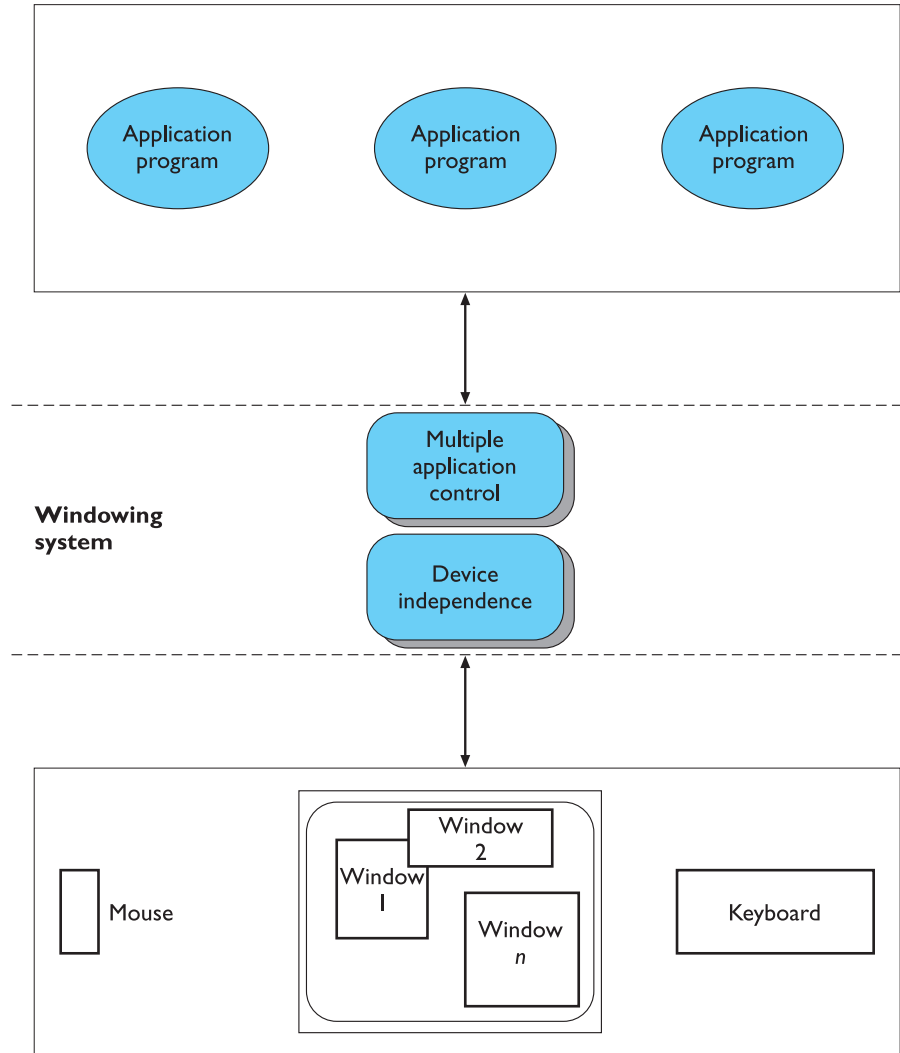 Application
program
Application
program
Application
program
Multiple
application
control
Windowing
system
Device
independence
Window
2
Window
1
Mouse
Window
n
Keyboard